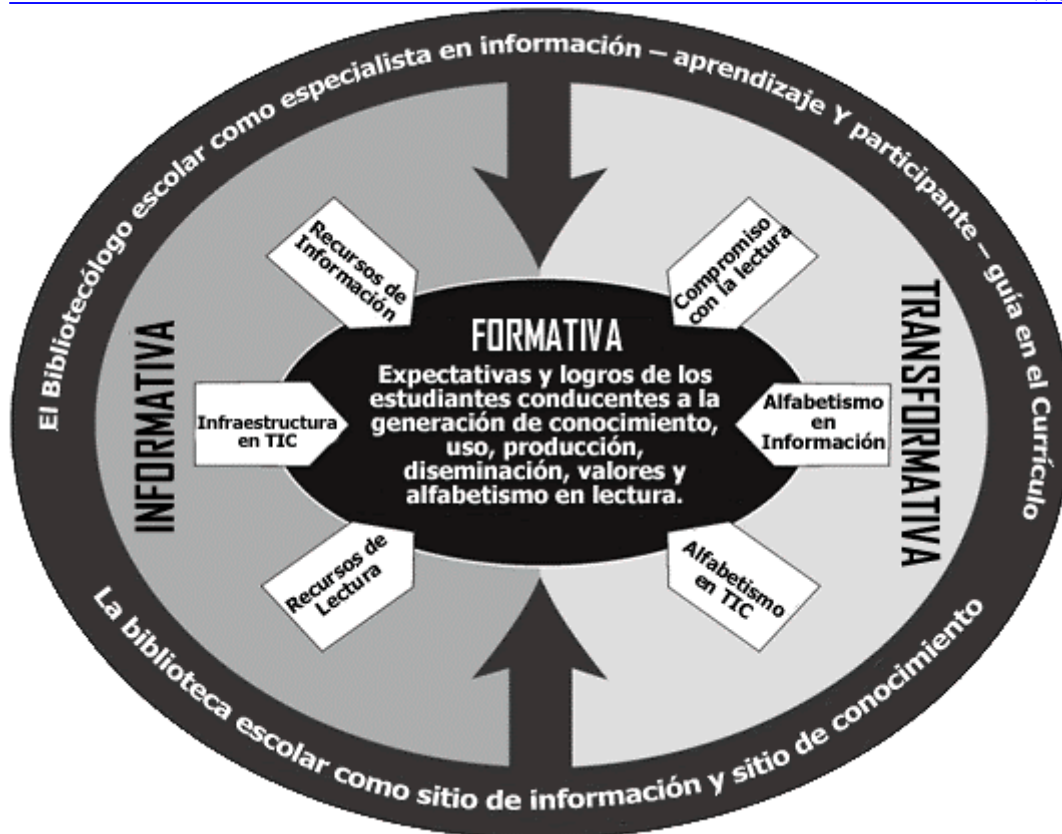 El Bibliotecólogo escolar como especialista en información – aprendizaje Y participante – guía en el Currículo
Recursos de
Información
Compromiso
con la lectura
INFORMATIVA
Infraestructura
en TIC
FORMATIVA
Expectativas y logros de los
estudiantes conducentes a la
generación de conocimiento,
uso, producción,
diseminación, valores y
alfabetismo en lectura.
Alfabetismo
en
Información
TRANSFORMATIVA
Recursos de
Lectura
Alfabetismo
en TIC
La biblioteca escolar como sitio de información y sitio de conocimiento